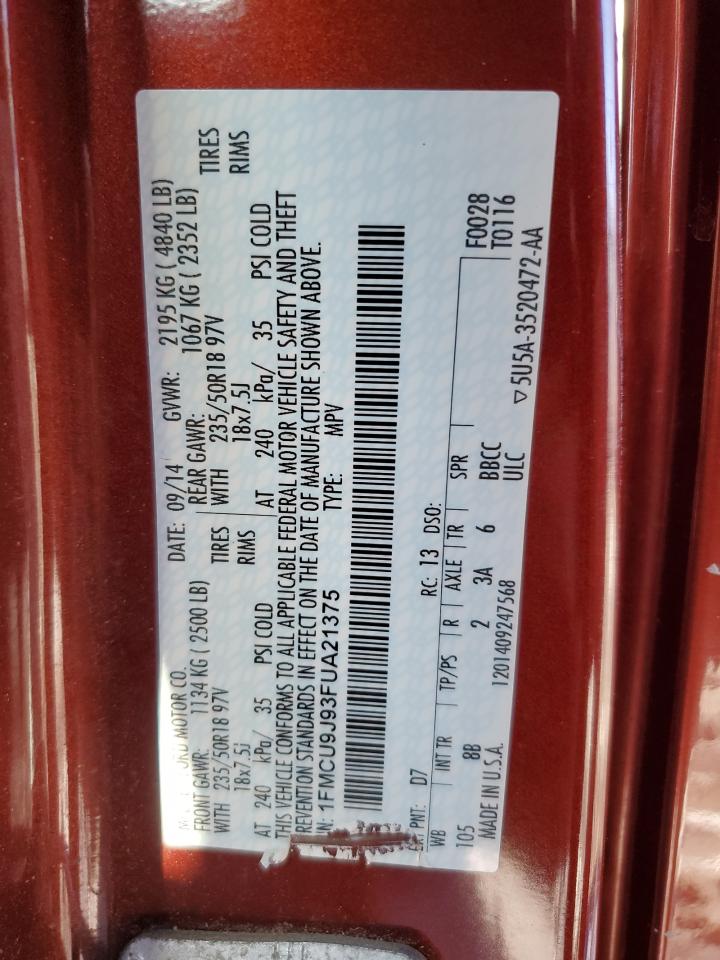 MOTOR CO. DATE: 09/14 GVWR: 2195 KG ( 4840 LB)
FRONT GAWR: 1134 KG ( 2500 LB) REAR GAWR: 1067 KG ( 2352 LB)
WITH 235/50R18 97V TIRES WITH 235/50R18 97V TIRES
18x7.5J RIMS 18x7.5J RIMS
AT 240 kPa/ 35 PSI COLD AT 240 kPa/ 35 PSI COLD
THIS VEHICLE CONFORMS TO ALL APPLICABLE FEDERAL MOTOR VEHICLE SAFETY AND THEFT
REVENTION STANDARDS IN EFFECT ON THE DATE OF MANUFACTURE SHOWN ABOVE.
IN: 1FMCU9J93FUA21375 TYPE: MPV
PNT: D7 RC: 13 DSO:
WB INT TR TP/PS R AXLE TR SPR F0028
105 8B 2 3A 6 BBCC T0116
MADE IN U.S.A. 1201409247568 ULC
▽5U5A-3520472-AA